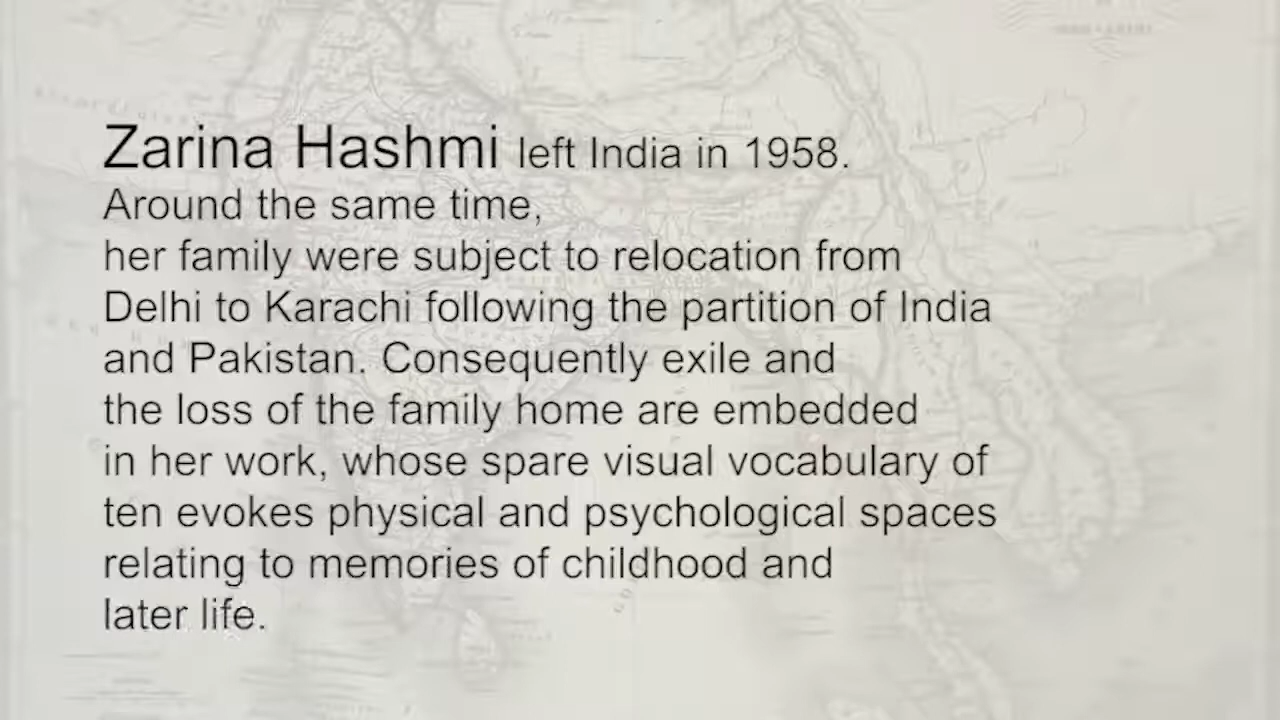 Zarina Hashmi left India in 1958.
Around the same time,
her family were subject to relocation from
Delhi to Karachi following the partition of India
and Pakistan. Consequently exile and
the loss of the family home are embedded
in her work, whose spare visual vocabulary of
ten evokes physical and psychological spaces
relating to memories of childhood and
later life.